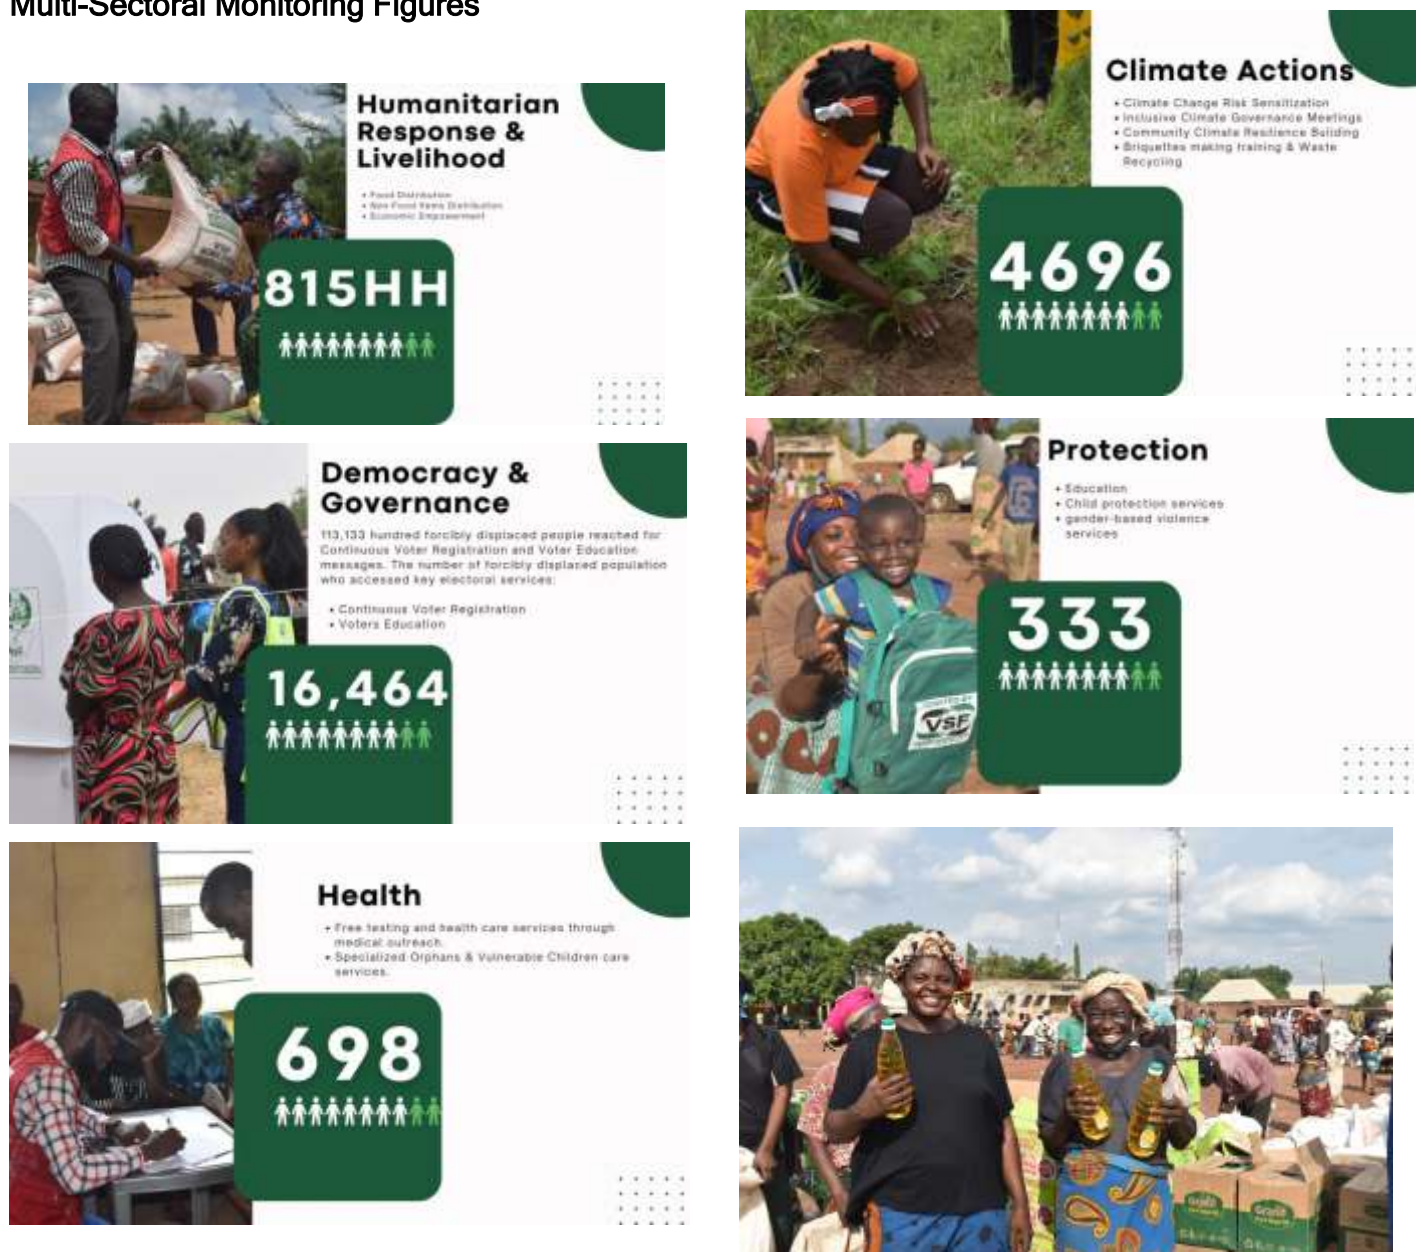 Multi-Sectoral Monitoring Figures
Humanitarian
Response &
Livelihood
• Food Distribution
• Non Food Items Distribution
• Economic Empowerment
815HH
Democracy &
Governance
113,133 hundred forcibly displaced people reached for
Continuous Voter Registration and Voter Education
messages. The number of forcibly displaced population
who accessed key electoral services:
• Continuous Voter Registration
• Voters Education
16,464
Health
• Free testing and health care services through
medical outreach.
• Specialized Orphans & Vulnerable Children care
services.
698
Climate Actions
• Climate Change Risk Sensitization
• Inclusive Climate Governance Meetings
• Community Climate Resilience Building
• Briquettes making training & Waste
Recycling
4696
Protection
• Education
• Child protection services
• gender-based violence
services
333
VSF
Grand
Grand